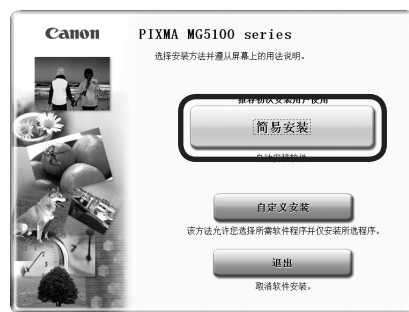 Canon
PIXMA MG5100 series
选择安装方法并遵从屏幕上的用法说明。
推荐初次安装用户使用
简易安装
自动安装软件。
自定义安装
该方法允许您选择所需软件程序并仅安装所选程序。
退出
取消软件安装。